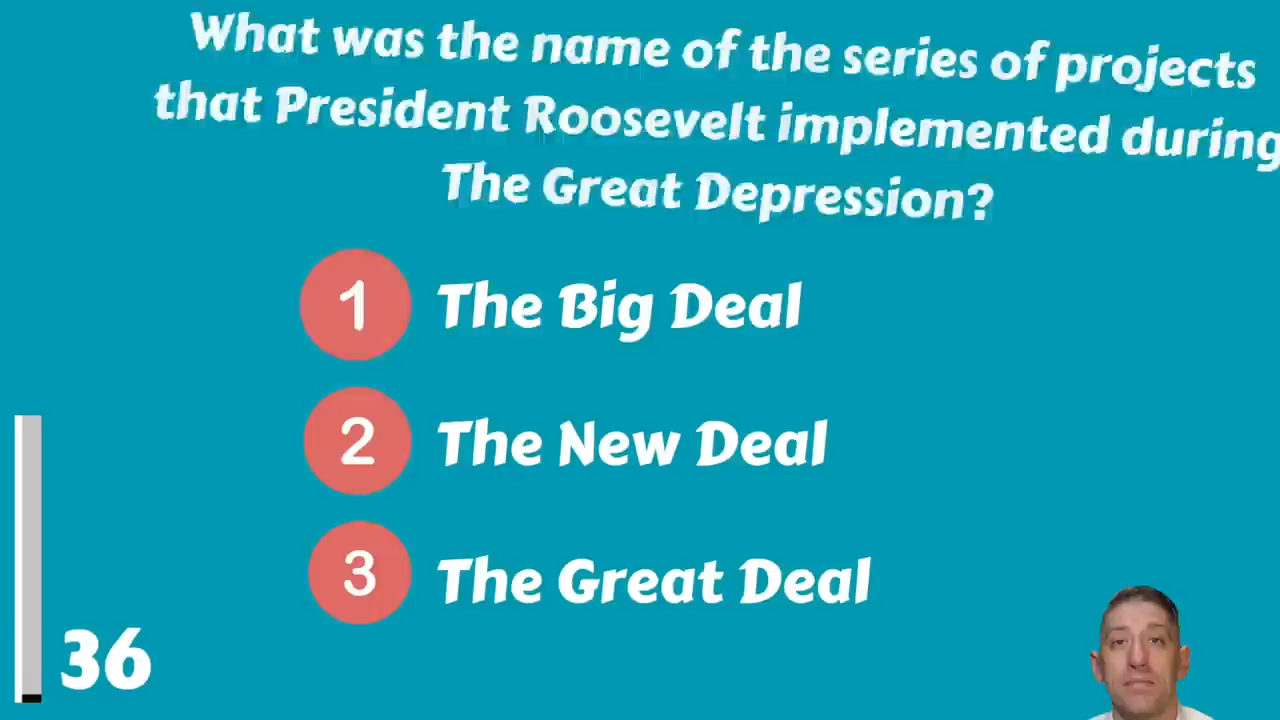 What was the name of the series of projects
that President Roosevelt implemented during
The Great Depression?
1 The Big Deal
2 The New Deal
3 The Great Deal
36